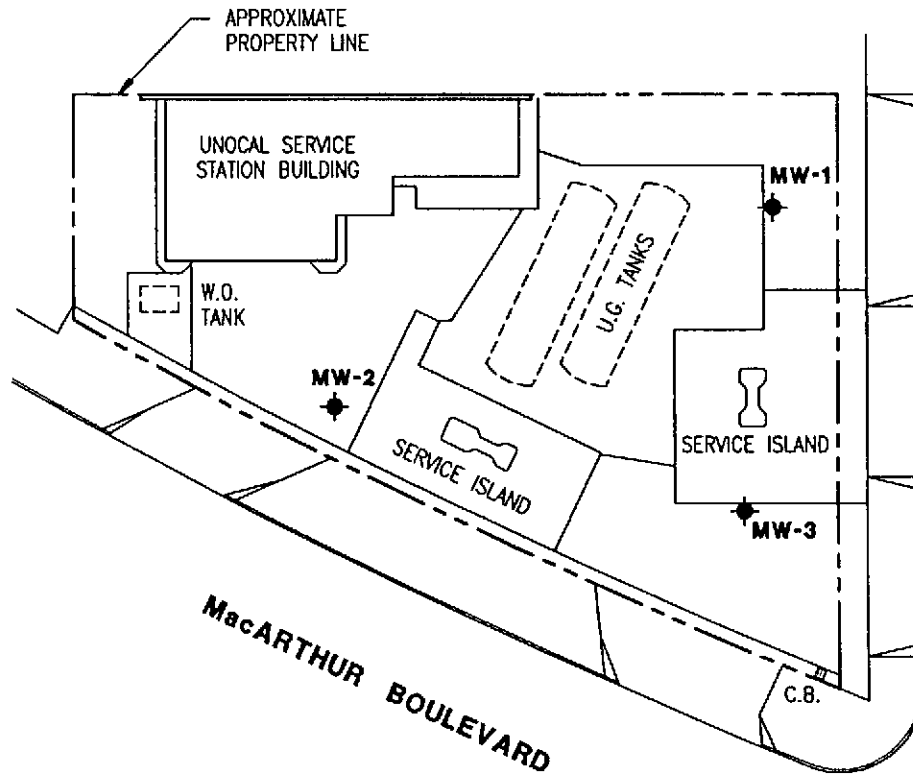 APPROXIMATE
PROPERTY LINE
UNOCAL SERVICE
STATION BUILDING
MW-1
U.G. TANKS
W.O.
TANK
MW-2
SERVICE ISLAND
SERVICE ISLAND
MW-3
MacARTHUR BOULEVARD
C.B.